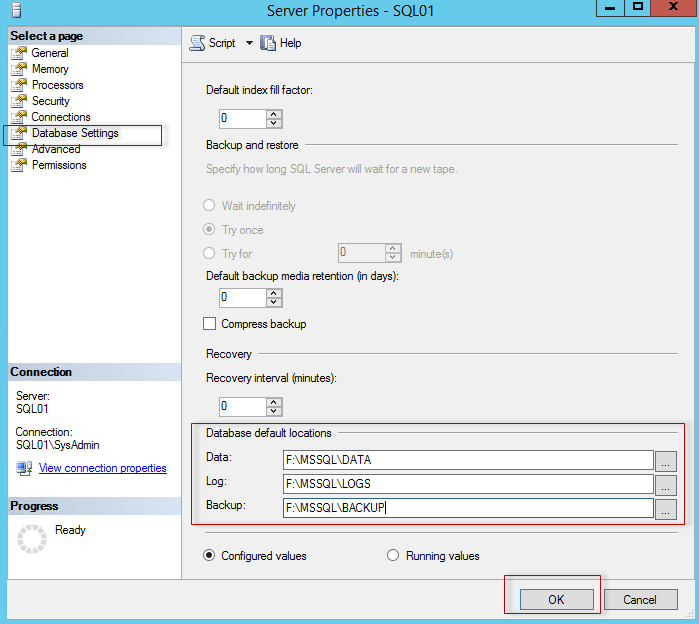 Server Properties - SQL01
Select a page
General
Memory
Processors
Security
Connections
Database Settings
Advanced
Permissions
Script
Help
Default index fill factor:
0
Backup and restore
Specify how long SQL Server will wait for a new tape.
Wait indefinitely
Try once
Try for 0 minute(s)
Default backup media retention (in days):
0
Compress backup
Recovery
Recovery interval (minutes):
0
Database default locations
Data: F:\MSSQL\DATA ...
Log: F:\MSSQL\LOGS ...
Backup: F:\MSSQL\BACKUP ...
Configured values
Running values
Connection
Server:
SQL01
Connection:
SQL01\SysAdmin
View connection properties
Progress
Ready
OK
Cancel